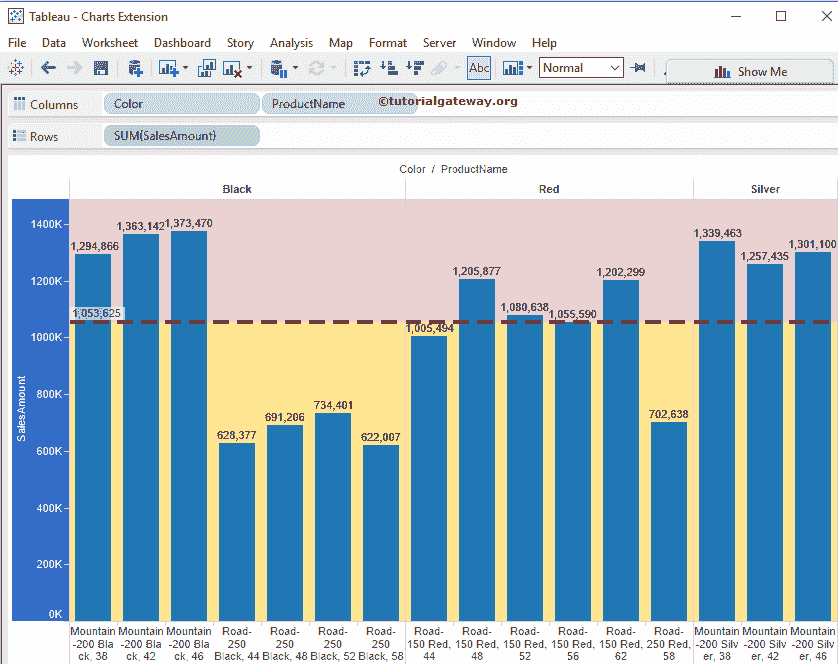 Tableau - Charts Extension
File Data Worksheet Dashboard Story Analysis Map Format Server Window Help
Abc Normal Show Me
Columns Color ProductName ©tutorialgateway.org
Rows SUM(SalesAmount)
Color / ProductName
Black Red Silver
1400K
1200K
1000K
800K
600K
400K
200K
0K
SalesAmount
1,294,866 1,363,142 1,373,470 628,377 691,206 734,401 622,007 1,005,494 1,205,877 1,080,638 1,055,590 1,202,299 702,638 1,339,463 1,257,435 1,301,100
1,053,625
Mountain Mountain Mountain Road- Road- Road- Road- Road- Road- Road- Road- Road- Road- Mountain Mountain Mountain
-200 Bla -200 Bla -200 Bla 250 250 250 250 150 Red, 150 Red, 150 Red, 150 Red, 150 Red, 250 Red, -200 Silv -200 Silv -200 Silv
ck, 38 ck, 42 ck, 46 Black, 44 Black, 48 Black, 52 Black, 58 44 48 52 56 62 58 er, 38 er, 42 er, 46